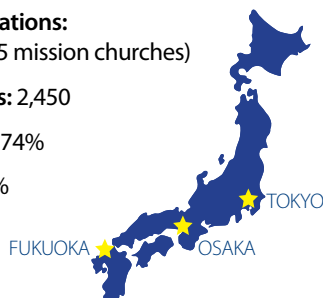 ations:
5 mission churches)
s: 2,450
74%
%
TOKYO
FUKUOKA
OSAKA